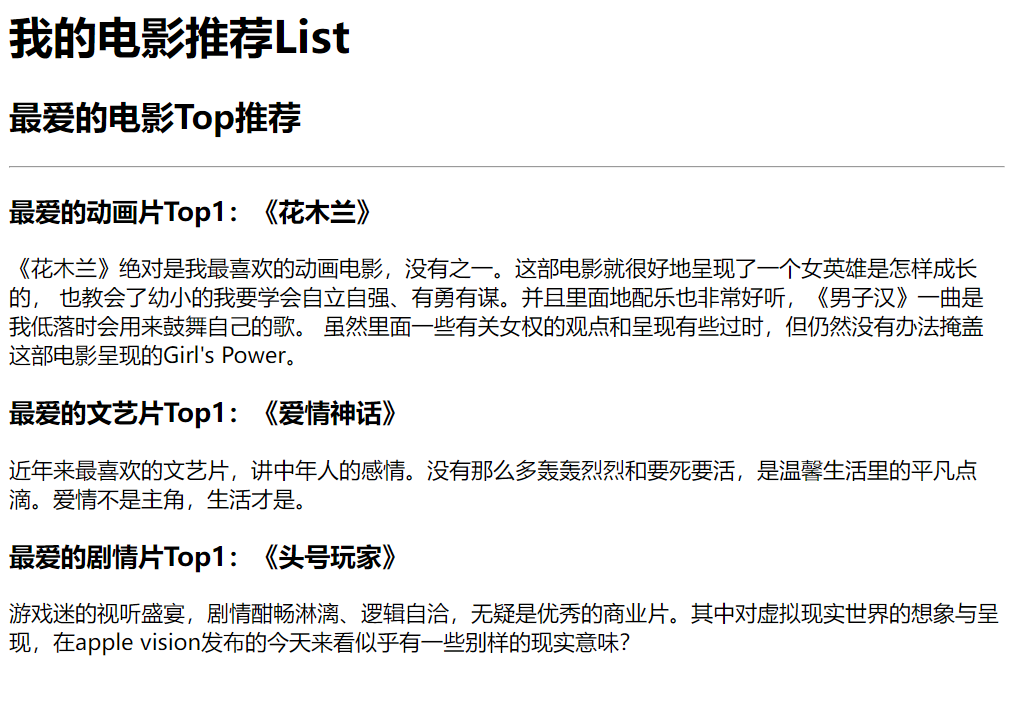 我的电影推荐List
最爱的电影Top推荐
最爱的动画片Top1：《花木兰》
《花木兰》绝对是我最喜欢的动画电影，没有之一。这部电影就很好地呈现了一个女英雄是怎样成长
的， 也教会了幼小的我要学会自立自强、有勇有谋。并且里面地配乐也非常好听，《男子汉》一曲是
我低落时会用来鼓舞自己的歌。 虽然里面一些有关女权的观点和呈现有些过时，但仍然没有办法掩盖
这部电影呈现的Girl's Power。
最爱的文艺片Top1：《爱情神话》
近年来最喜欢的文艺片，讲中年人的感情。没有那么多轰轰烈烈和要死要活，是温馨生活里的平凡点
滴。爱情不是主角，生活才是。
最爱的剧情片Top1：《头号玩家》
游戏迷的视听盛宴，剧情酣畅淋漓、逻辑自洽，无疑是优秀的商业片。其中对虚拟现实世界的想象与呈
现，在apple vision发布的今天来看似乎有一些别样的现实意味？